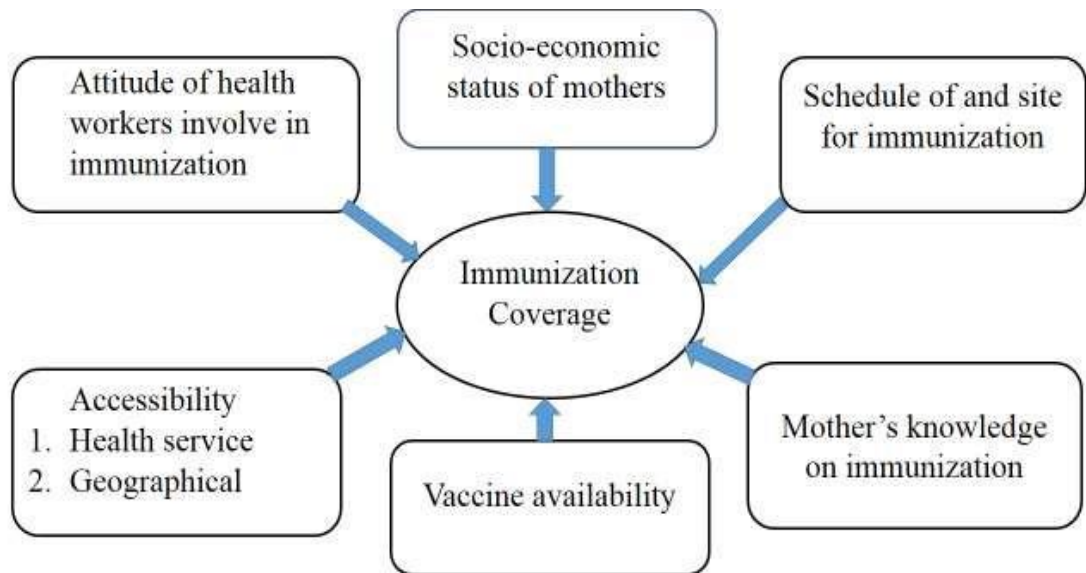 Socio-economic
status of mothers
Attitude of health
workers involve in
immunization
Schedule of and site
for immunization
Immunization
Coverage
Accessibility
1. Health service
2. Geographical
Vaccine availability
Mother’s knowledge
on immunization